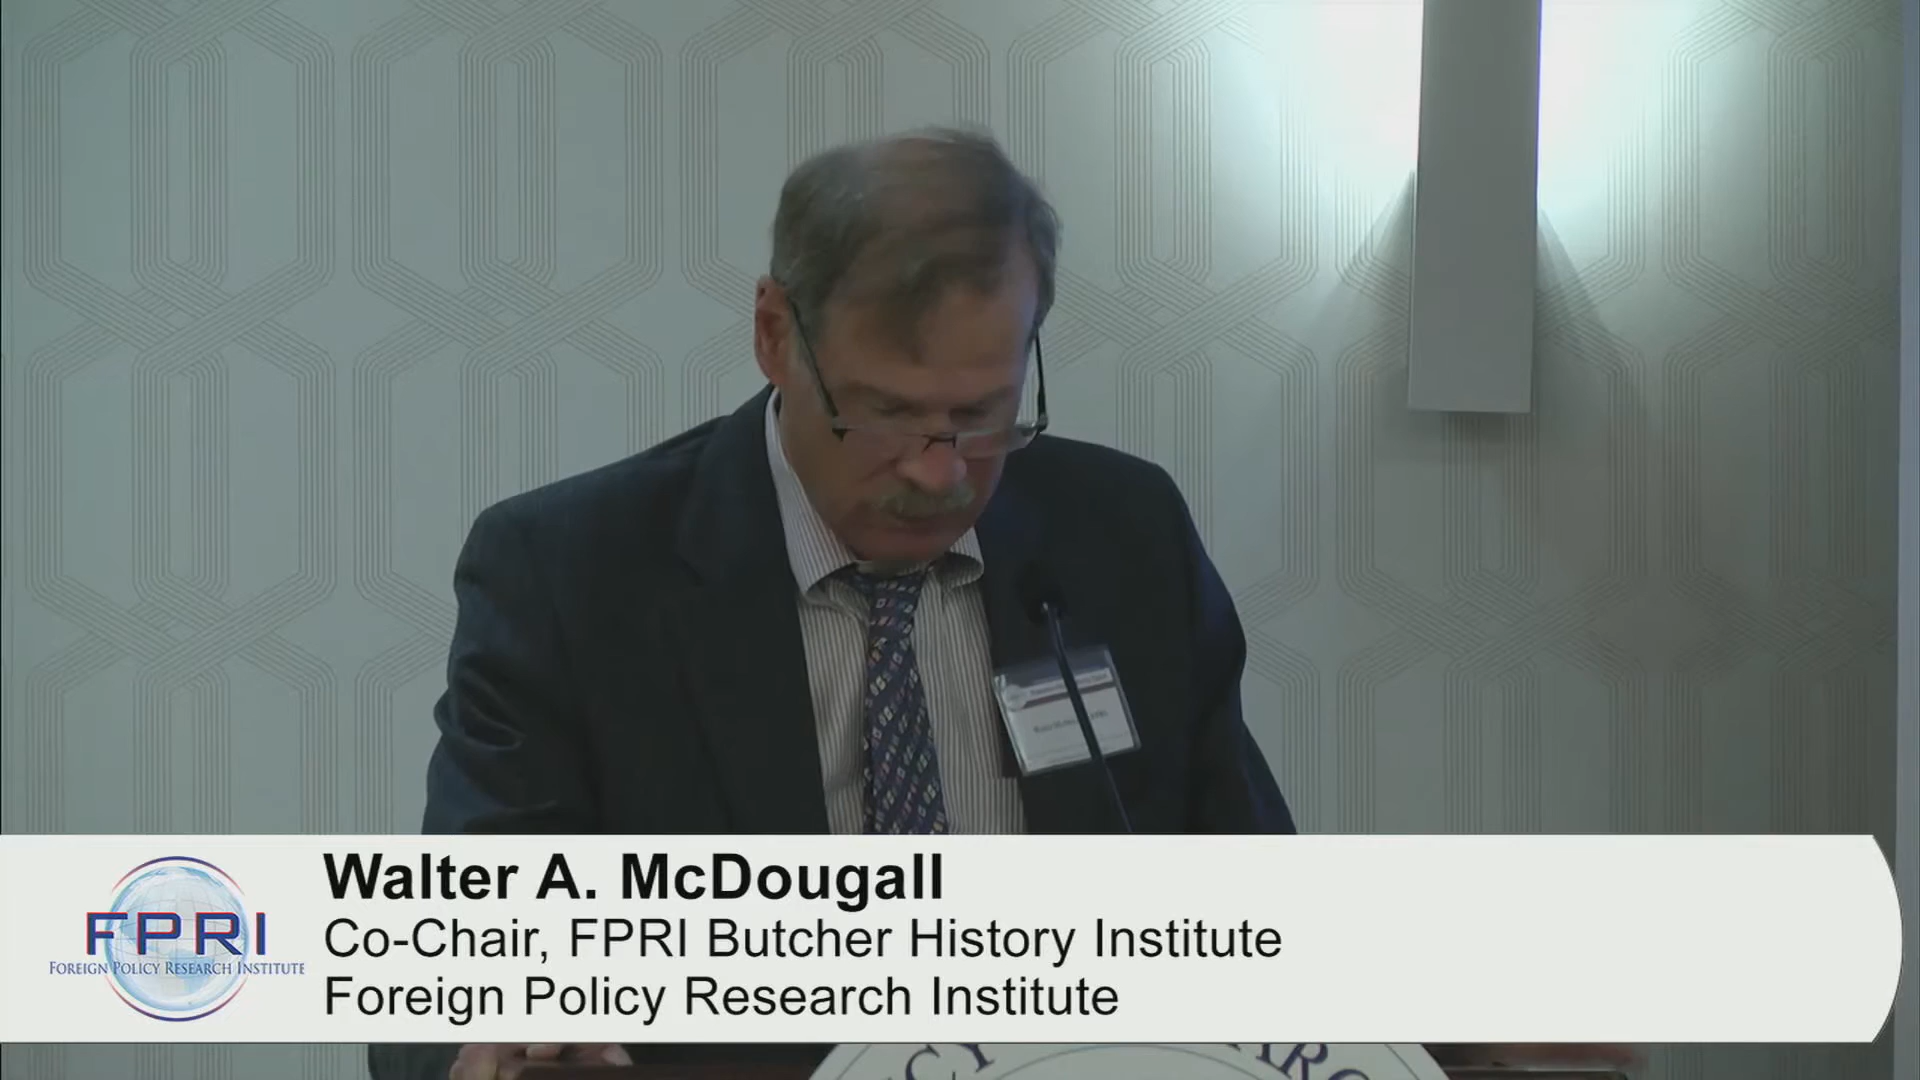 Walter A. McDougall
Co-Chair, FPRI Butcher History Institute
Foreign Policy Research Institute
FPRI
FOREIGN POLICY RESEARCH INSTITUTE